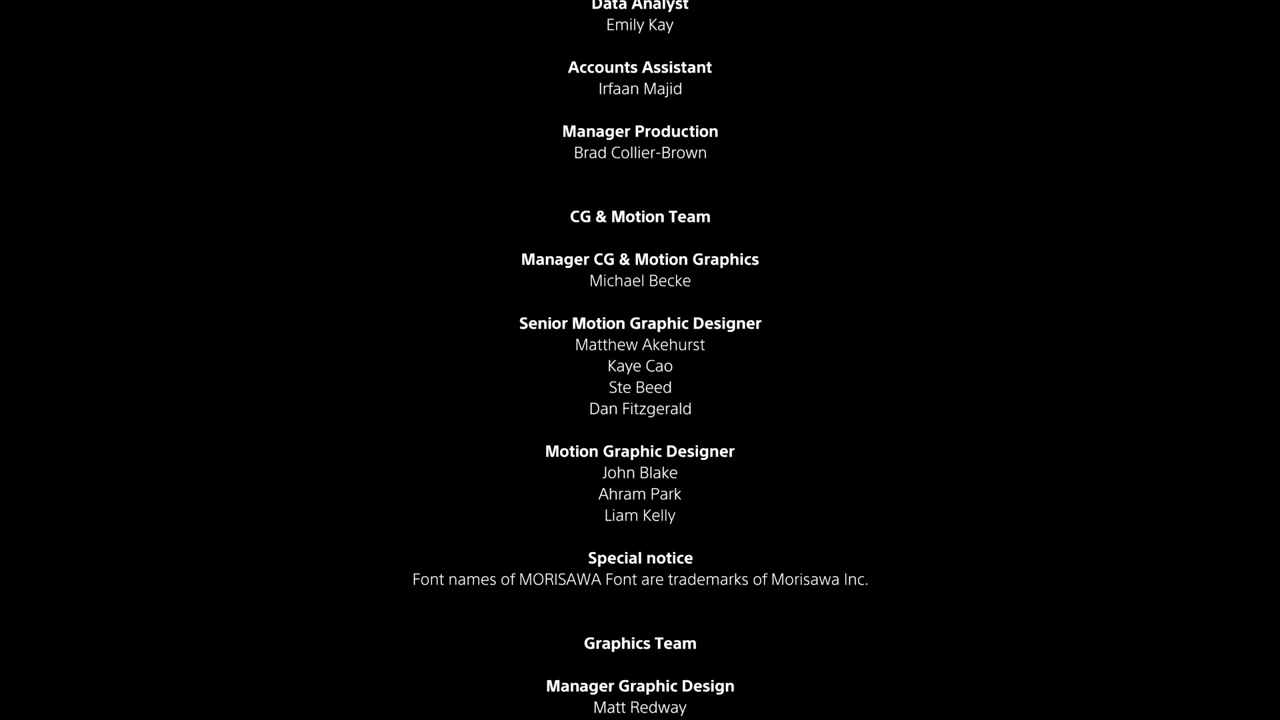 Data Analyst
Emily Kay
Accounts Assistant
Irfaan Majid
Manager Production
Brad Collier-Brown
CG & Motion Team
Manager CG & Motion Graphics
Michael Becke
Senior Motion Graphic Designer
Matthew Akehurst
Kaye Cao
Ste Beed
Dan Fitzgerald
Motion Graphic Designer
John Blake
Ahram Park
Liam Kelly
Special notice
Font names of MORISAWA Font are trademarks of Morisawa Inc.
Graphics Team
Manager Graphic Design
Matt Redway